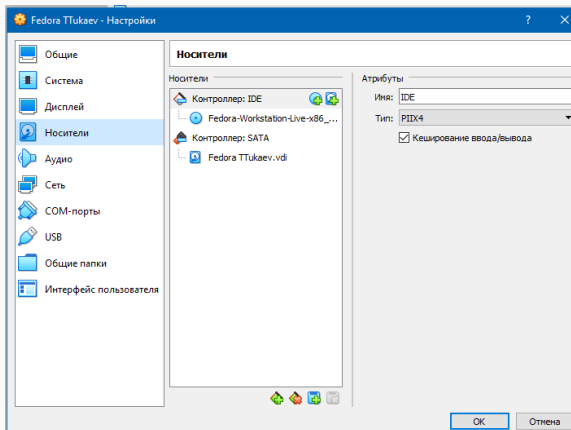 Fedora TTukaev - Настройки
Общие
Система
Дисплей
Носители
Аудио
Сеть
COM-порты
USB
Общие папки
Интерфейс пользователя
Носители
Носители
Контроллер: IDE
Fedora-Workstation-Live-x86_...
Контроллер: SATA
Fedora TTukaev.vdi
Атрибуты
Имя: IDE
Тип: PIIX4
Кеширование ввода/вывода
OK
Отмена